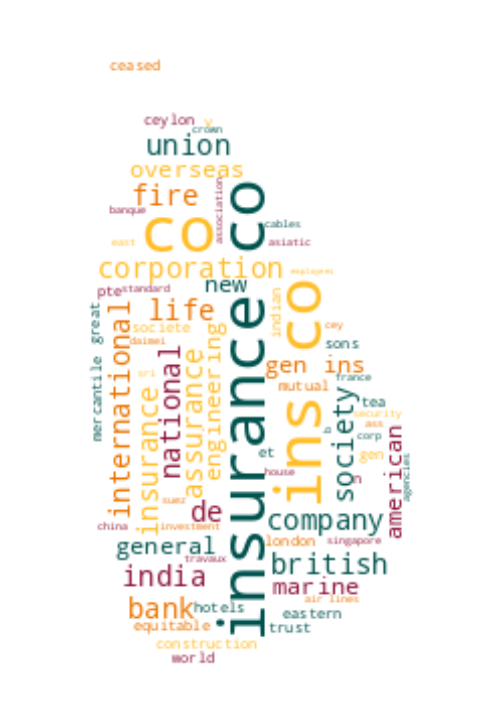 ceased
ceylon
y
crown
union
overseas
association
fire
insurance co
banque
co
cables
east
asiatic
corporation
employees
new
pte
standard
ins co
indian
life
great
mercantile
international
societe
engineering
cey
daimei
sons
national
assurance
gen ins
sri
mutual
france
insurance
society
tea
security
ass
corp
b
american
et
gen
house
n
agencies
suez
de
company
china
investment
london
singapore
general
travaux
british
india
marine
air lines
bank
hotels
eastern
equitable
trust
construction
world